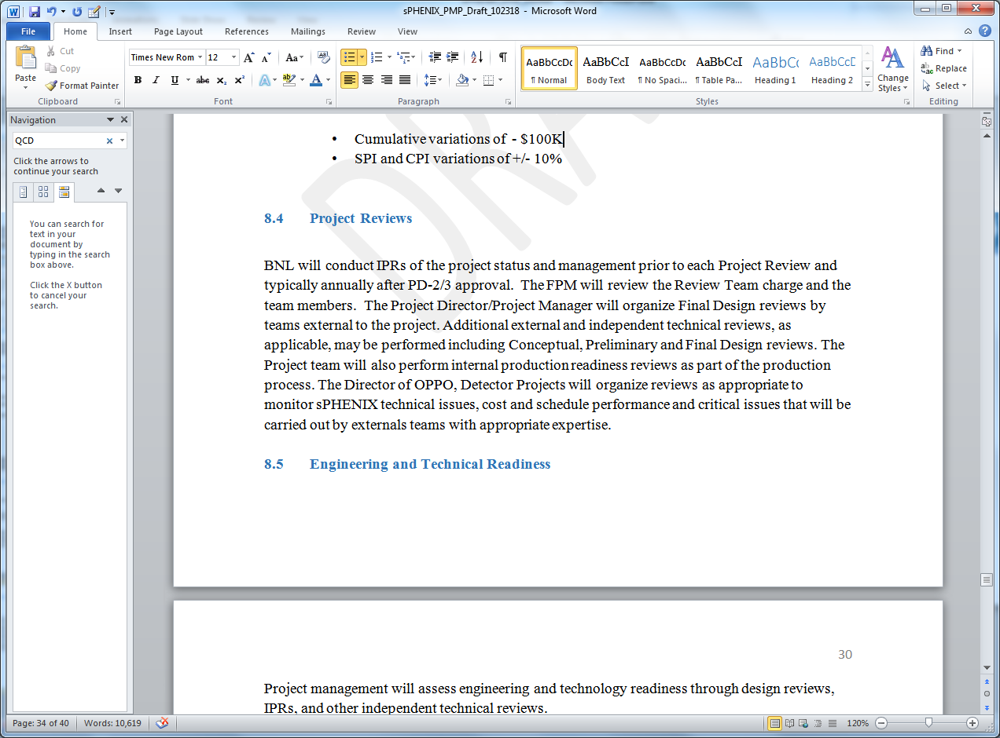 sPHENIX_PMP_Draft_102318 - Microsoft Word
File Home Insert Page Layout References Mailings Review View
Paste
Cut
Copy
Format Painter
Clipboard
Times New Rom 12
Font
Paragraph
AaBbCcDc AaBbCcI AaBbCcDc AaBbCcI AaBbCc AaBbCcD
¶ Normal Body Text ¶ No Spaci... ¶ Table Pa... Heading 1 Heading 2
Change Styles
Styles
Find
Replace
Select
Editing
Navigation
QCD
Click the arrows to
continue your search
You can search for
text in your
document by
typing in the search
box above.
Click the X button
to cancel your
search.
DRA
• Cumulative variations of - $100K
• SPI and CPI variations of +/- 10%
8.4 Project Reviews
BNL will conduct IPRs of the project status and management prior to each Project Review and
typically annually after PD-2/3 approval. The FPM will review the Review Team charge and the
team members. The Project Director/Project Manager will organize Final Design reviews by
teams external to the project. Additional external and independent technical reviews, as
applicable, may be performed including Conceptual, Preliminary and Final Design reviews. The
Project team will also perform internal production readiness reviews as part of the production
process. The Director of OPPO, Detector Projects will organize reviews as appropriate to
monitor sPHENIX technical issues, cost and schedule performance and critical issues that will be
carried out by externals teams with appropriate expertise.
8.5 Engineering and Technical Readiness
30
Project management will assess engineering and technology readiness through design reviews,
IPRs, and other independent technical reviews.
Page: 34 of 40 Words: 10,619 120%